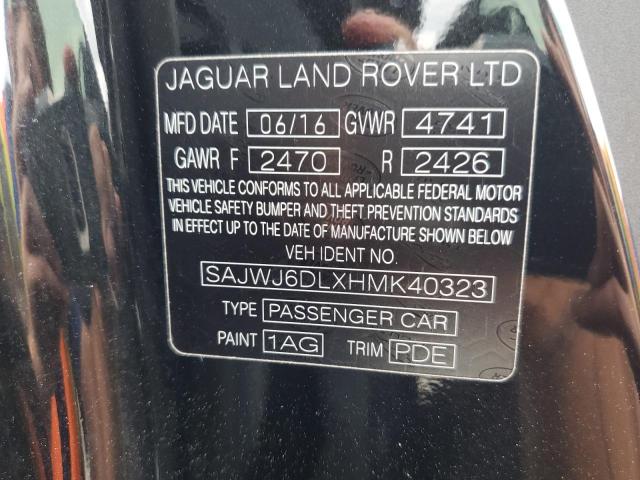 JAGUAR LAND ROVER LTD
MFD DATE 06/16 GVWR 4741
GAWR F 2470 R 2426
THIS VEHICLE CONFORMS TO ALL APPLICABLE FEDERAL MOTOR
VEHICLE SAFETY BUMPER AND THEFT PREVENTION STANDARDS
IN EFFECT UP TO THE DATE OF MANUFACTURE SHOWN BELOW
VEH IDENT NO.
SAJWJ6DLXHMK40323
TYPE PASSENGER CAR
PAINT 1AG TRIM PDE